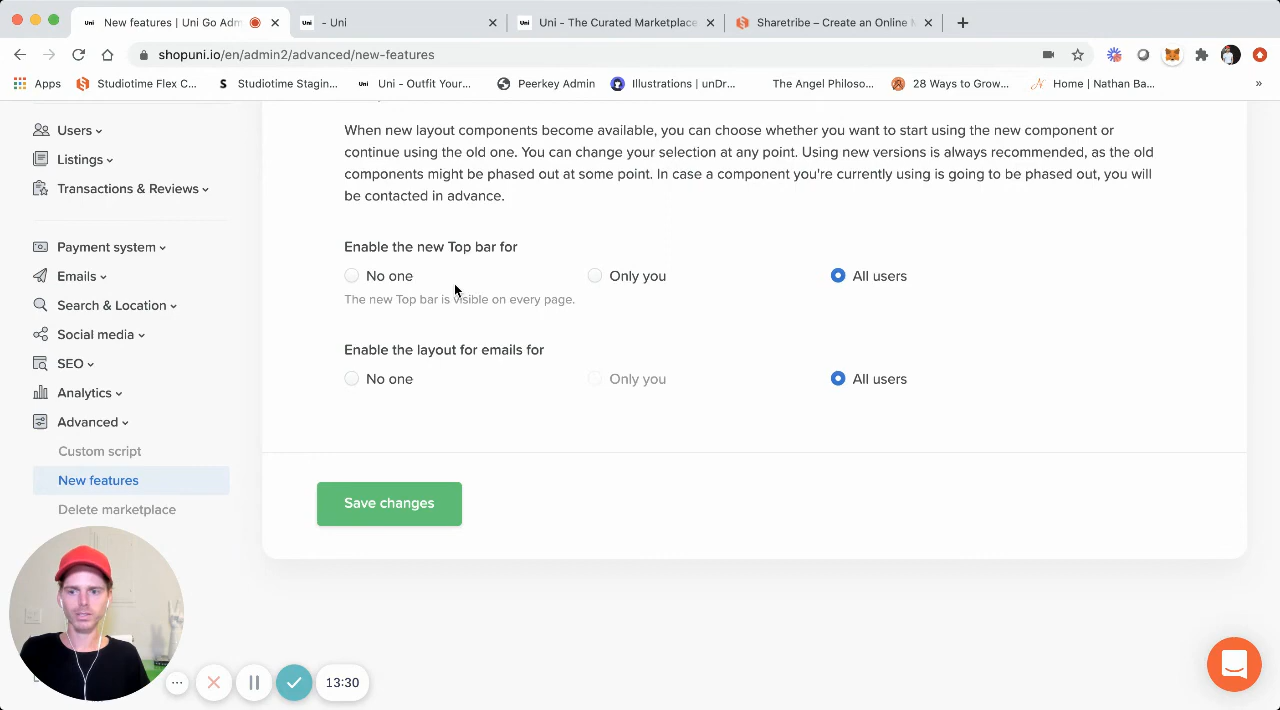 Uni New features | Uni Go Adm
Uni - Uni
Uni Uni - The Curated Marketplace
Sharetribe – Create an Online M
shopuni.io/en/admin2/advanced/new-features
Apps
Studiotime Flex C...
S Studiotime Stagin...
Uni Uni - Outfit Your...
Peerkey Admin
Illustrations | unDr...
The Angel Philoso...
28 Ways to Grow...
Home | Nathan Ba...
»
Users
Listings
Transactions & Reviews
Payment system
Emails
Search & Location
Social media
SEO
Analytics
Advanced
Custom script
New features
Delete marketplace
When new layout components become available, you can choose whether you want to start using the new component or
continue using the old one. You can change your selection at any point. Using new versions is always recommended, as the old
components might be phased out at some point. In case a component you're currently using is going to be phased out, you will
be contacted in advance.
Enable the new Top bar for
No one Only you All users
The new Top bar is visible on every page.
Enable the layout for emails for
No one Only you All users
Save changes
13:30